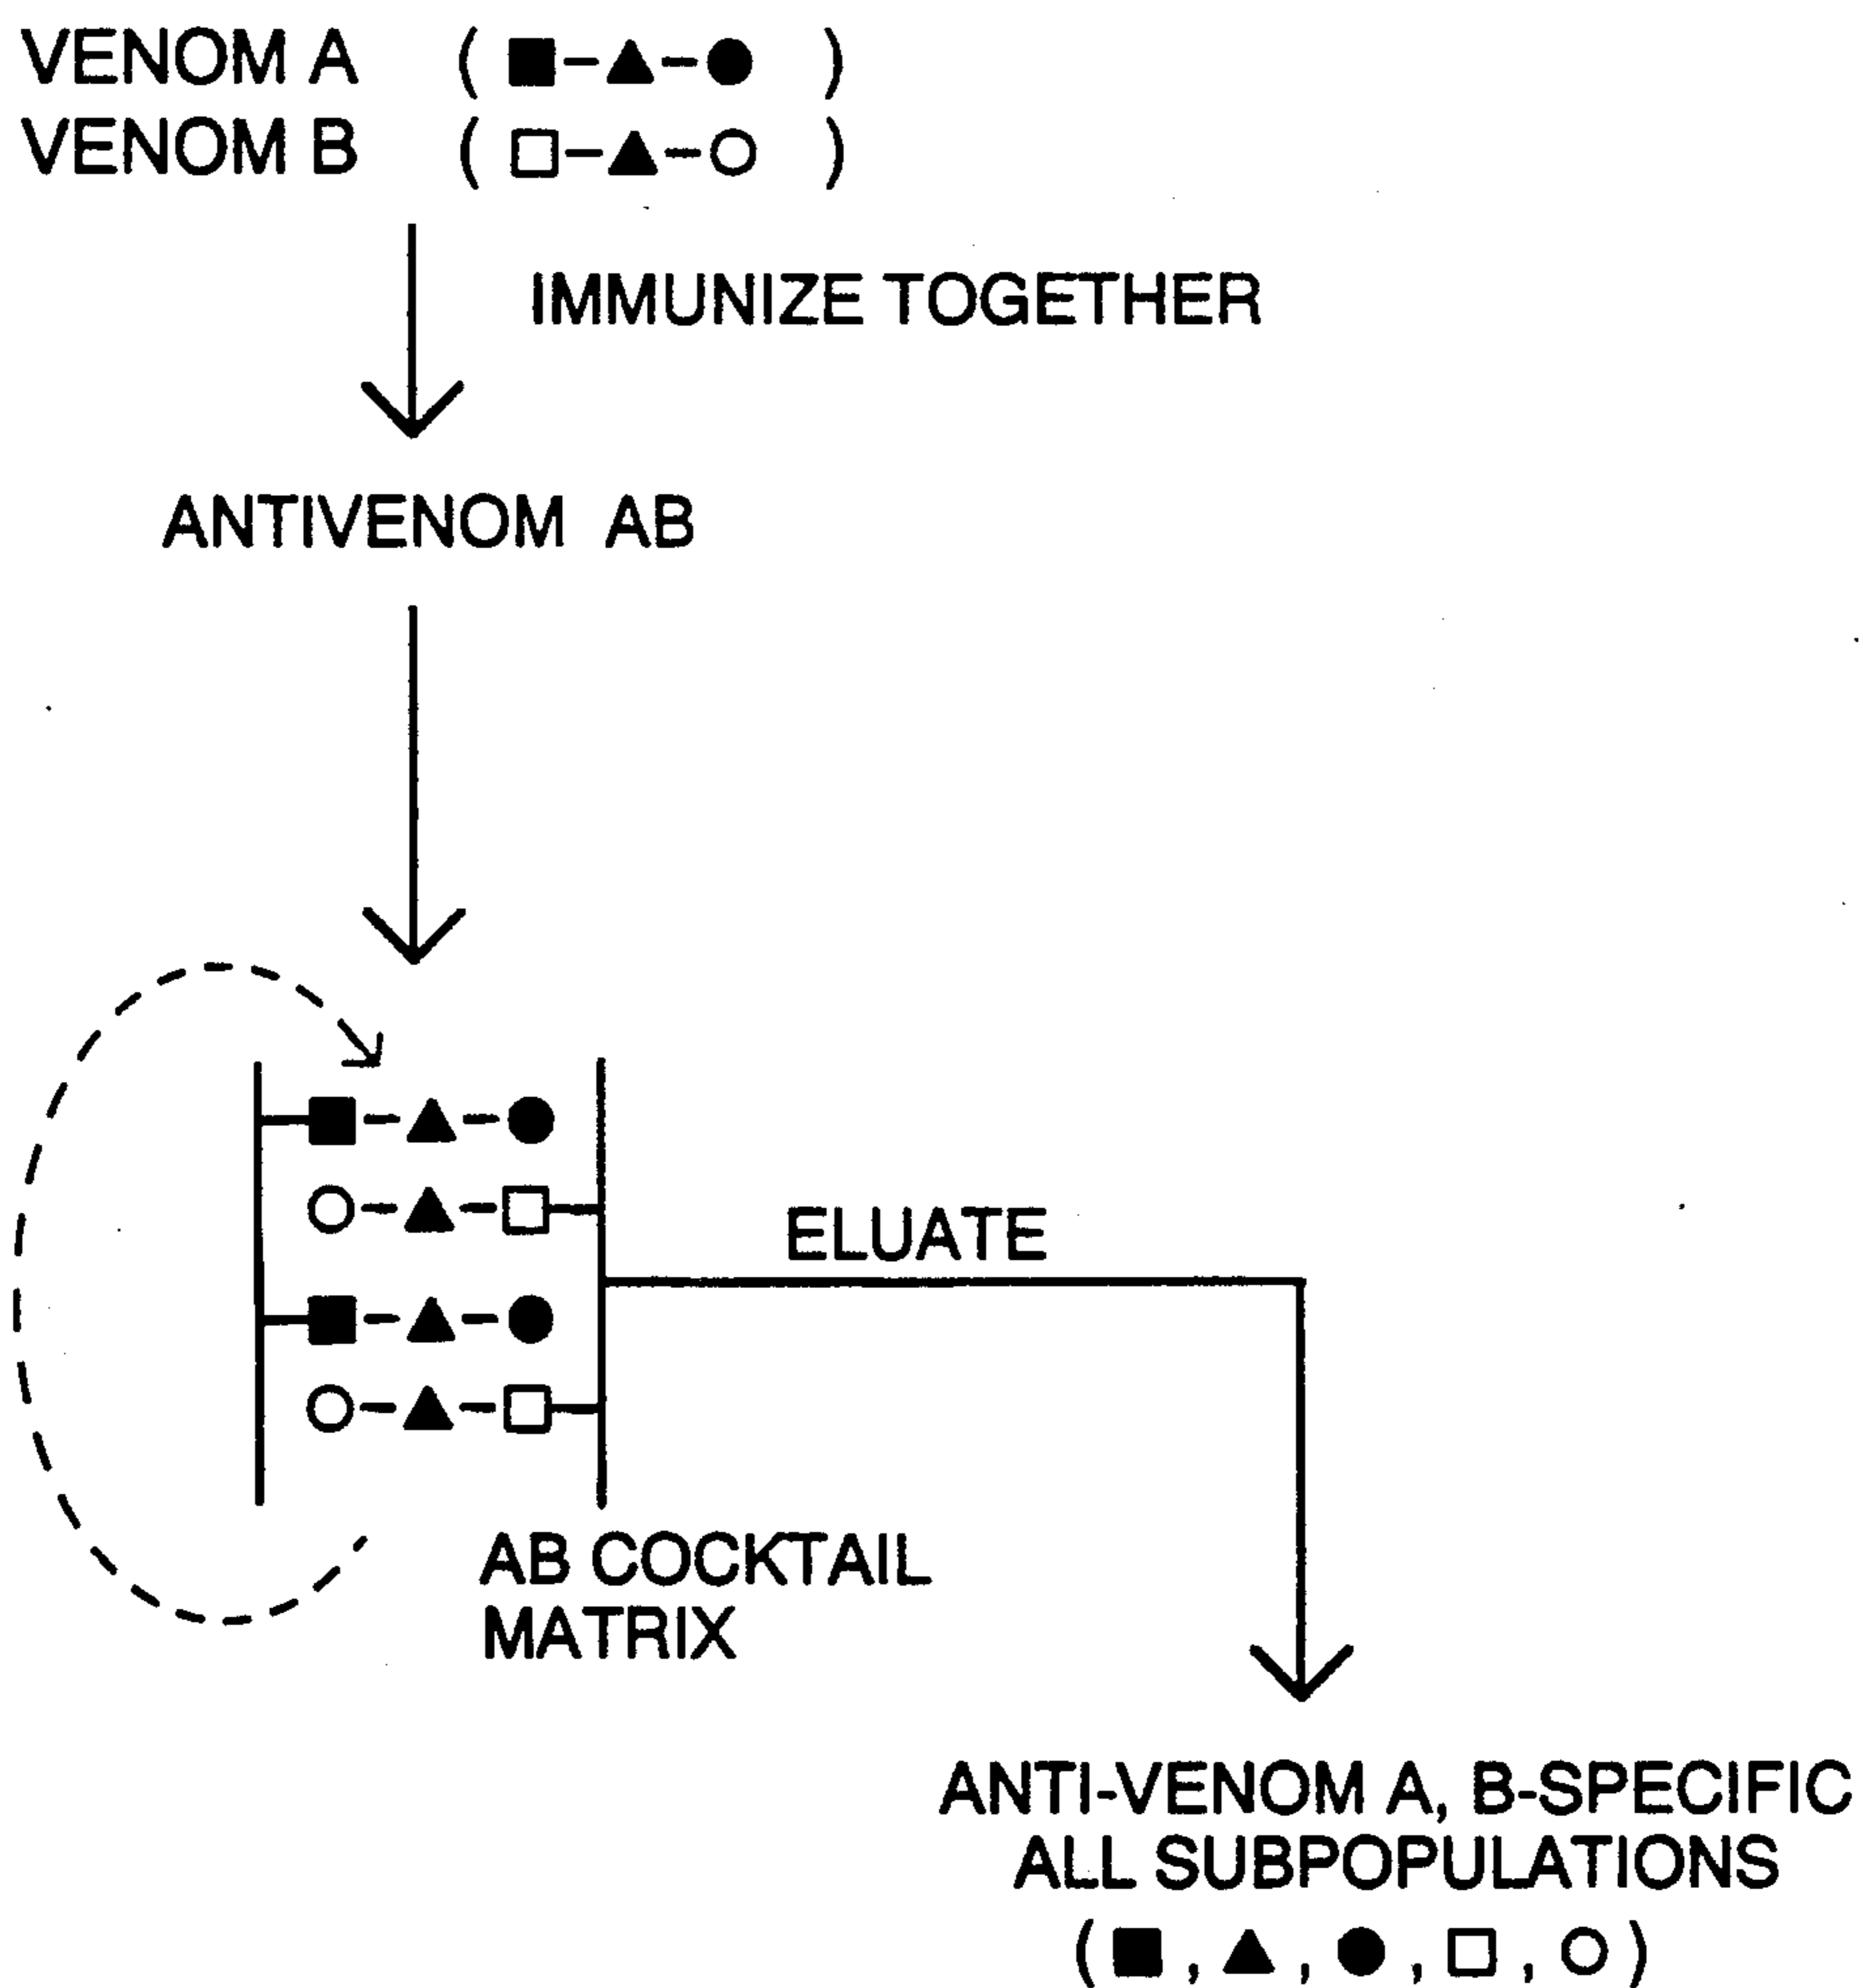 VENOM A ( ■-▲-● )
VENOM B ( □-▲-○ )
IMMUNIZE TOGETHER
ANTIVENOM AB
ELUATE
AB COCKTAIL
MATRIX
ANTI-VENOM A, B-SPECIFIC
ALL SUBPOPULATIONS
( ■ , ▲ , ● , □ , ○ )